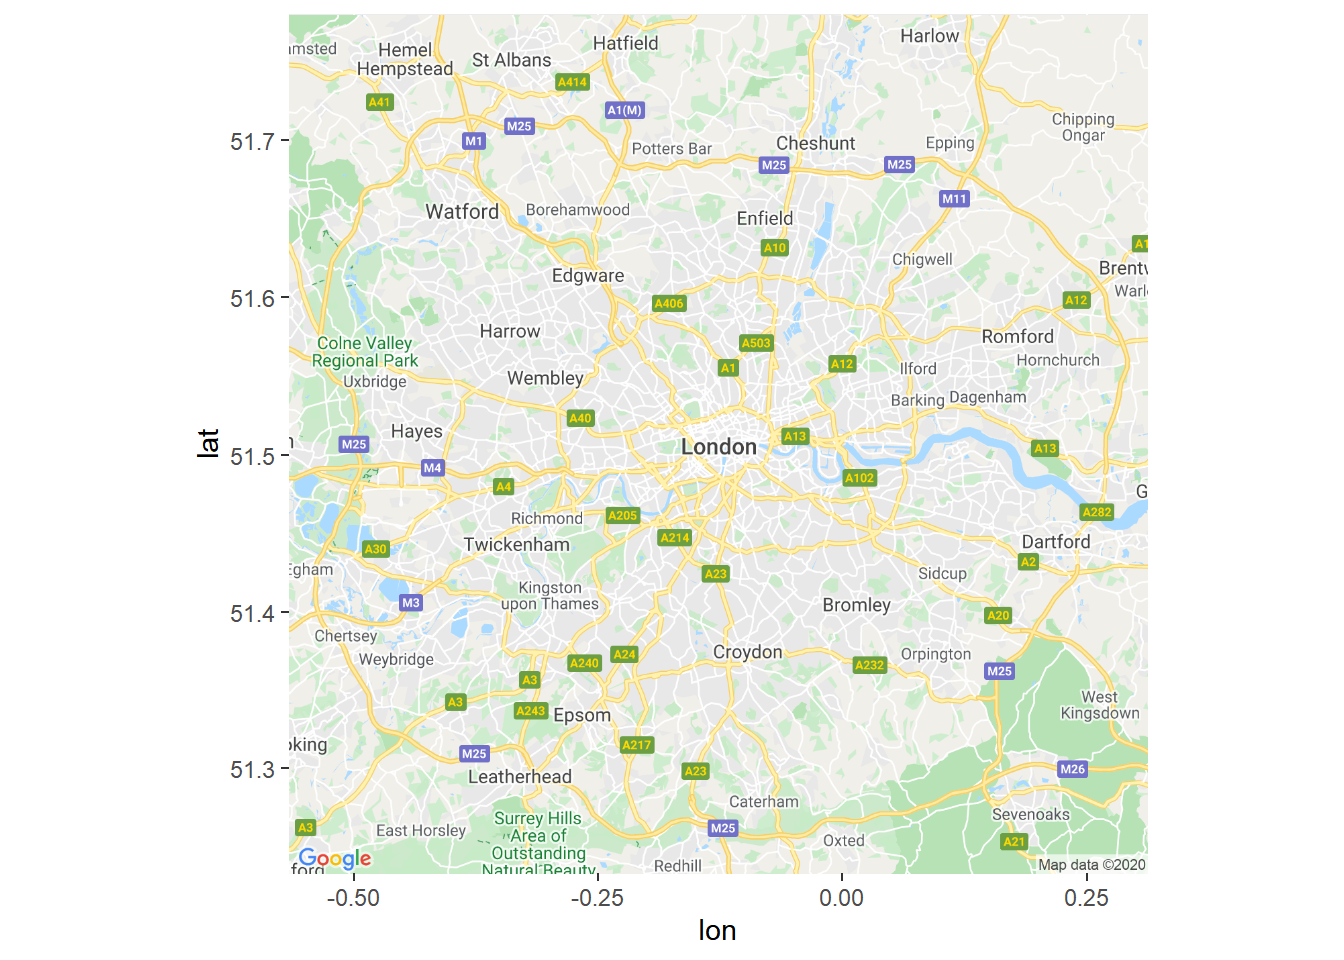 Hatfield
Harlow
amsted
Hemel
Hempstead
St Albans
A414
A41
A1(M)
Chipping
Ongar
M25
M1
51.7
Potters Bar
Cheshunt
Epping
M25
M25
M11
Watford
Borehamwood
Enfield
A10
A1
Chigwell
Edgware
Brentw
Warl
51.6
A406
A12
Harrow
A503
Romford
Colne Valley
Regional Park
Hornchurch
A1
A12
Ilford
Uxbridge
Wembley
Barking
Dagenham
A40
Hayes
A13
n
M25
London
A13
lat
51.5
M4
A4
A102
G
Richmond
A205
A282
A214
A30
Twickenham
Dartford
A2
Egham
A23
Sidcup
Kingston
upon Thames
M3
Bromley
51.4
A20
Chertsey
Weybridge
A24
A240
Croydon
A232
Orpington
M25
A3
A3
A243
Epsom
West
Kingsdown
oking
A217
M25
51.3
Leatherhead
A23
M26
Caterham
Sevenoaks
A3
East Horsley
Surrey Hills
Area of
Outstanding
Natural Beauty
M25
Oxted
A21
Google
ford
Redhill
Map data ©2020
-0.50
-0.25
0.00
0.25
lon